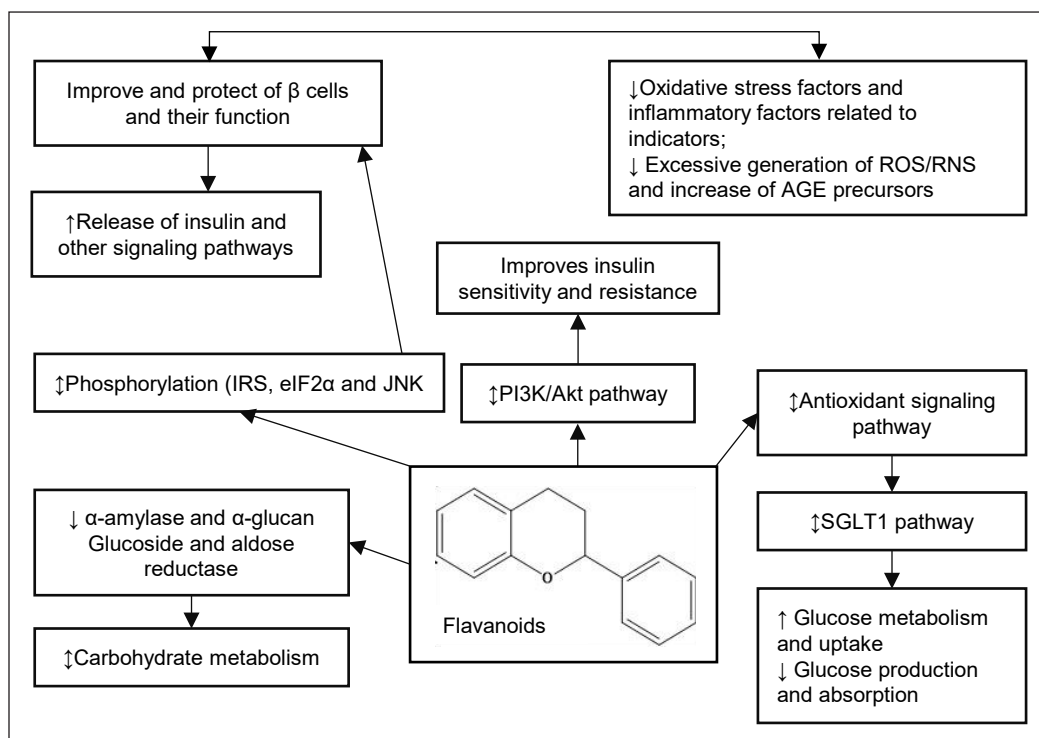 Improve and protect of β cells
and their function
↓Oxidative stress factors and
inflammatory factors related to
indicators;
↓ Excessive generation of ROS/RNS
and increase of AGE precursors
↑Release of insulin and
other signaling pathways
Improves insulin
sensitivity and resistance
↕Phosphorylation (IRS, eIF2α and JNK
↕PI3K/Akt pathway
↕Antioxidant signaling
pathway
↓ α-amylase and α-glucan
Glucoside and aldose
reductase
↕SGLT1 pathway
O
Flavanoids
↕Carbohydrate metabolism
↑ Glucose metabolism
and uptake
↓ Glucose production
and absorption